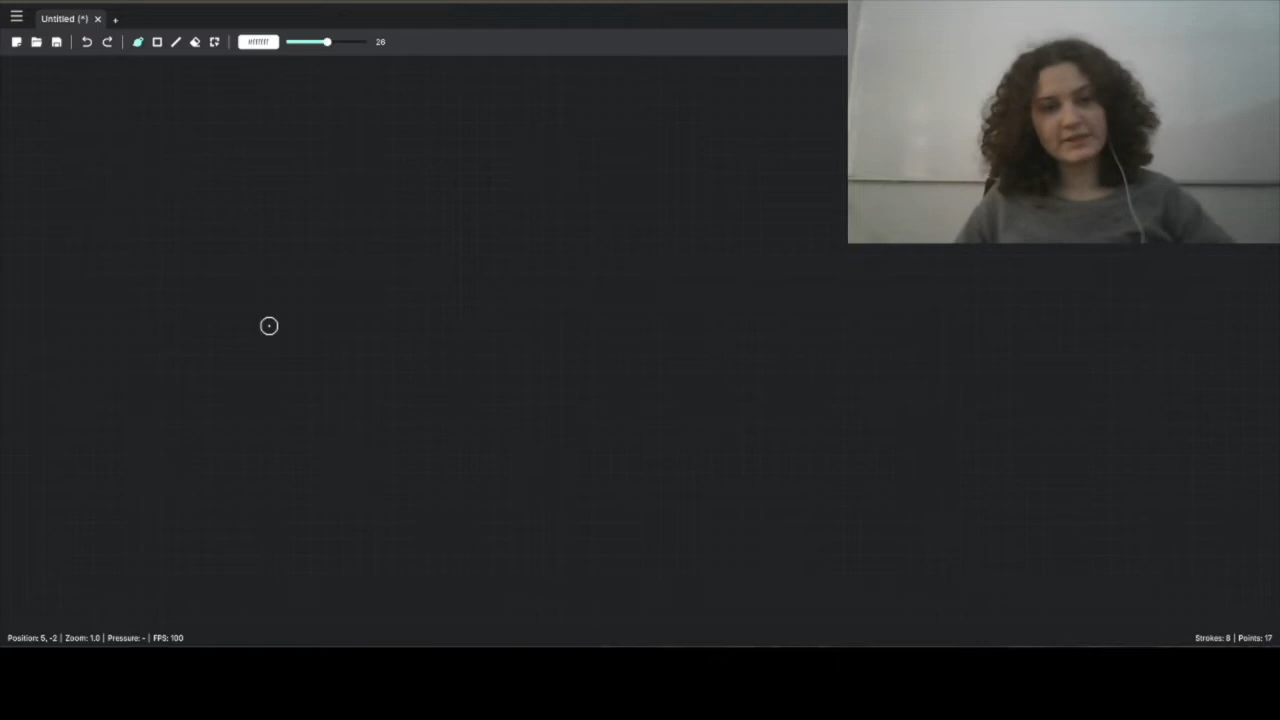 Untitled (*)
#ffffff
26
Position: 5, -2 | Zoom: 1.0 | Pressure: - | FPS: 100
Strokes: 8 | Points: 17